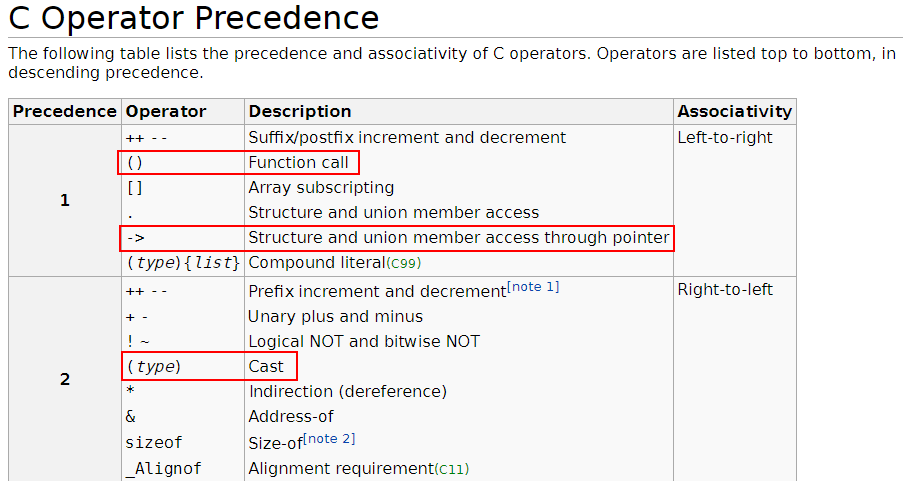 C Operator Precedence
The following table lists the precedence and associativity of C operators. Operators are listed top to bottom, in
descending precedence.
Precedence Operator Description Associativity
1
++ -- Suffix/postfix increment and decrement Left-to-right
() Function call
[] Array subscripting
. Structure and union member access
-> Structure and union member access through pointer
(type){list} Compound literal(C99)
2
++ -- Prefix increment and decrement[note 1] Right-to-left
+ - Unary plus and minus
! ~ Logical NOT and bitwise NOT
(type) Cast
* Indirection (dereference)
& Address-of
sizeof Size-of[note 2]
_Alignof Alignment requirement(C11)